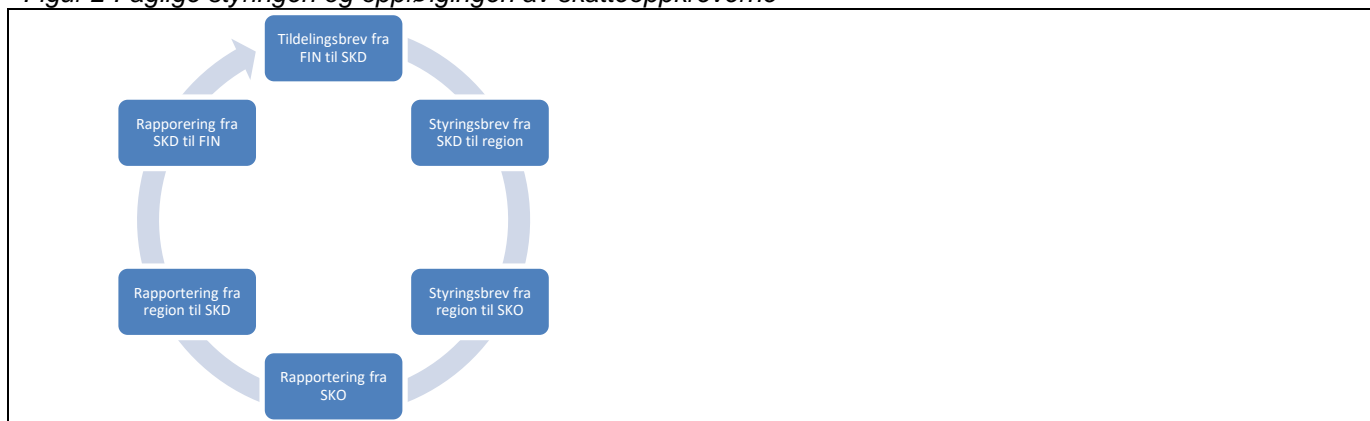 Tildelingsbrev fra
FIN til SKD
Rapporering fra
SKD til FIN
Styringsbrev fra
SKD til region
Rapportering fra
region til SKD
Styringsbrev fra
region til SKO
Rapportering fra
SKO